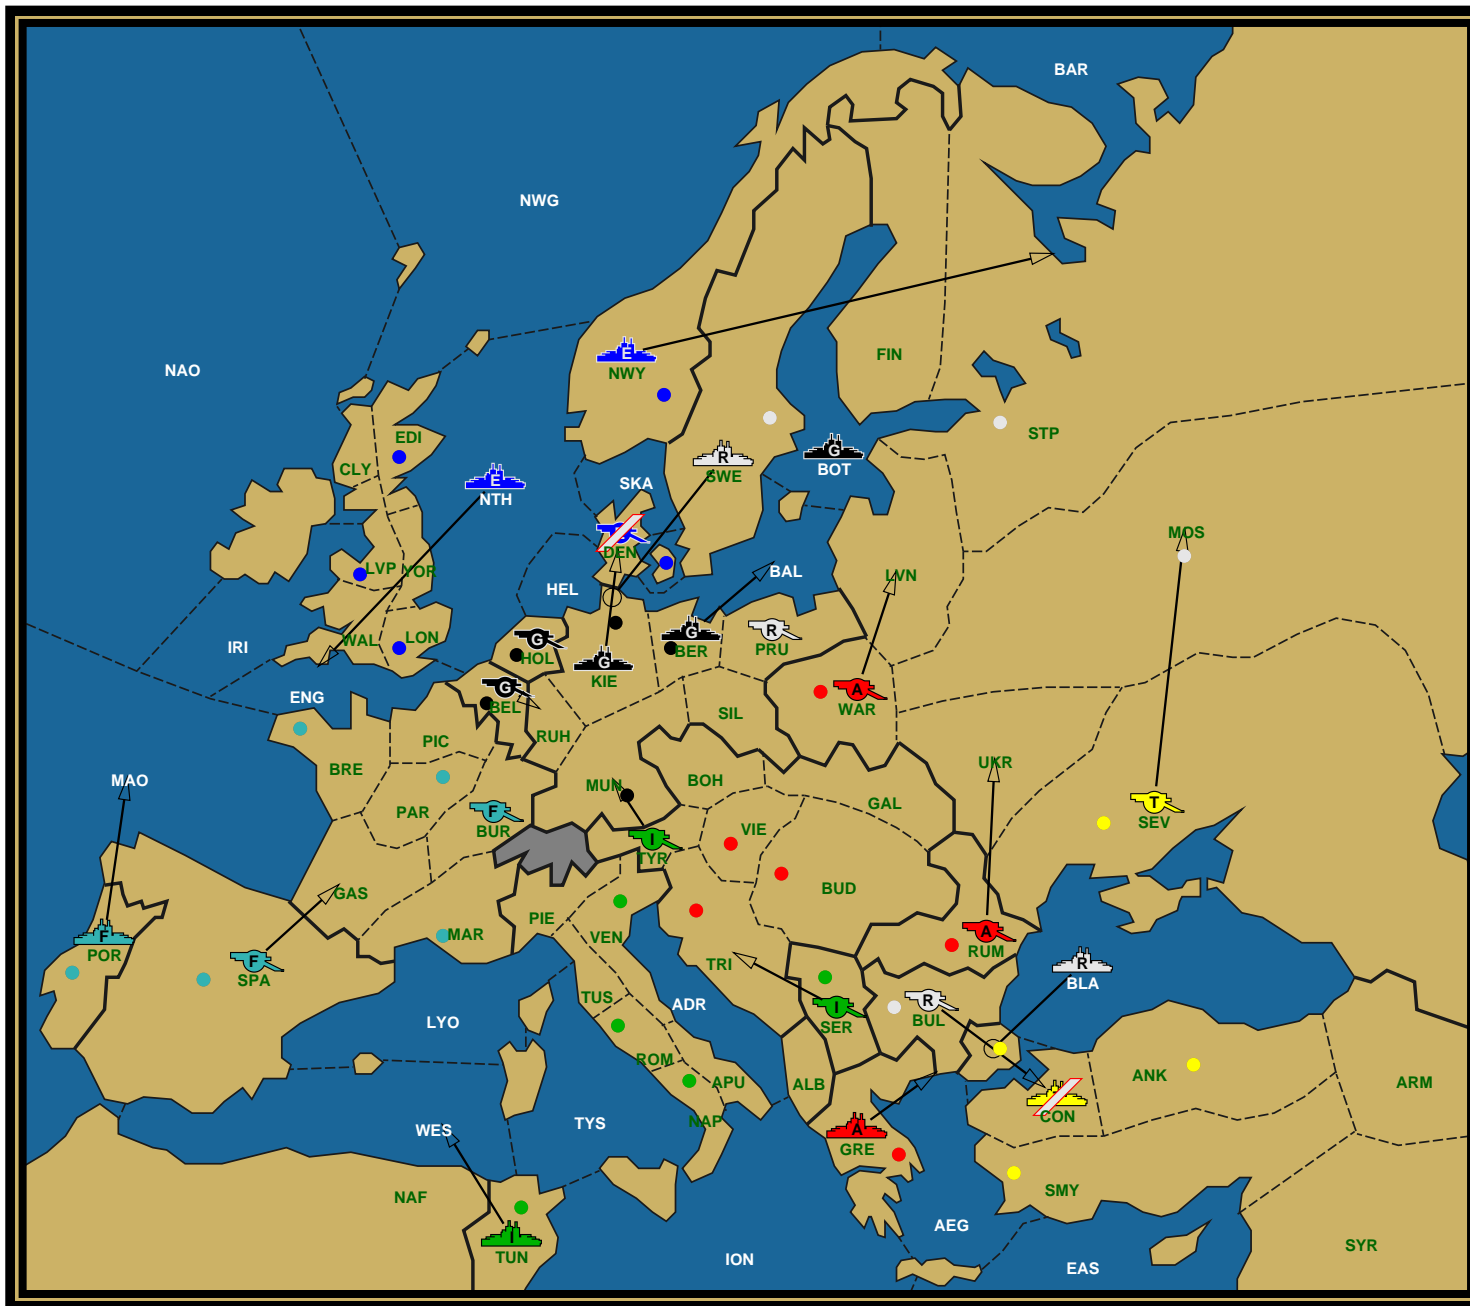 BAR
NWG
NAO
E
NWY
FIN
EDI
STP
CLY
E
NTH
R
SWE
G
BOT
SKA
MOS
DEN
LVP
YOR
HEL
BAL
LVN
IRI
WAL
LON
G
HOL
G
BER
R
PRU
G
KIE
ENG
G
BEL
A
WAR
SIL
RUH
PIC
BRE
UKR
MAO
MUN
BOH
GAL
PAR
F
BUR
T
SEV
VIE
I
TYR
BUD
GAS
PIE
VEN
MAR
F
POR
F
SPA
A
RUM
TRI
R
BLA
TUS
ADR
R
BUL
I
SER
LYO
ROM
APU
ALB
ANK
ARM
NAP
CON
WES
TYS
A
GRE
NAF
SMY
AEG
I
TUN
ION
EAS
SYR